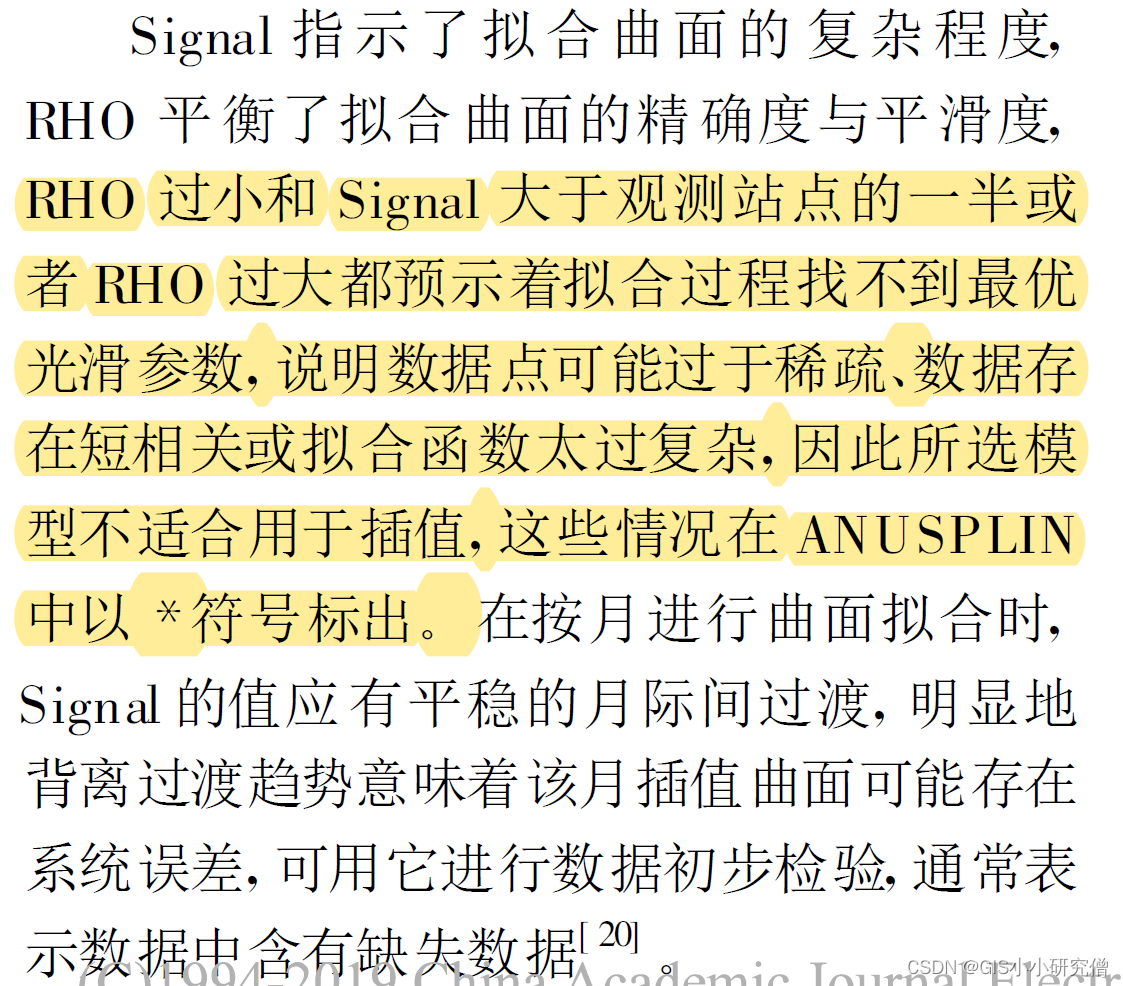 Signal 指示了拟合曲面的复杂程度,
RHO 平衡了拟合曲面的精确度与平滑度,
RHO 过小和 Signal 大于观测站点的一半或
者 RHO 过大都预示着拟合过程找不到最优
光滑参数, 说明数据点可能过于稀疏、数据存
在短相关或拟合函数太过复杂, 因此所选模
型不适合用于插值, 这些情况在 ANUSPLIN
中以 *符号标出。在按月进行曲面拟合时,
Signal 的值应有平稳的月际间过渡, 明显地
背离过渡趋势意味着该月插值曲面可能存在
系统误差, 可用它进行数据初步检验, 通常表
示数据中含有缺失数据[20]。
(C)1994-2019 China Academic Journal Electr
CSDN @GIS小小研究僧